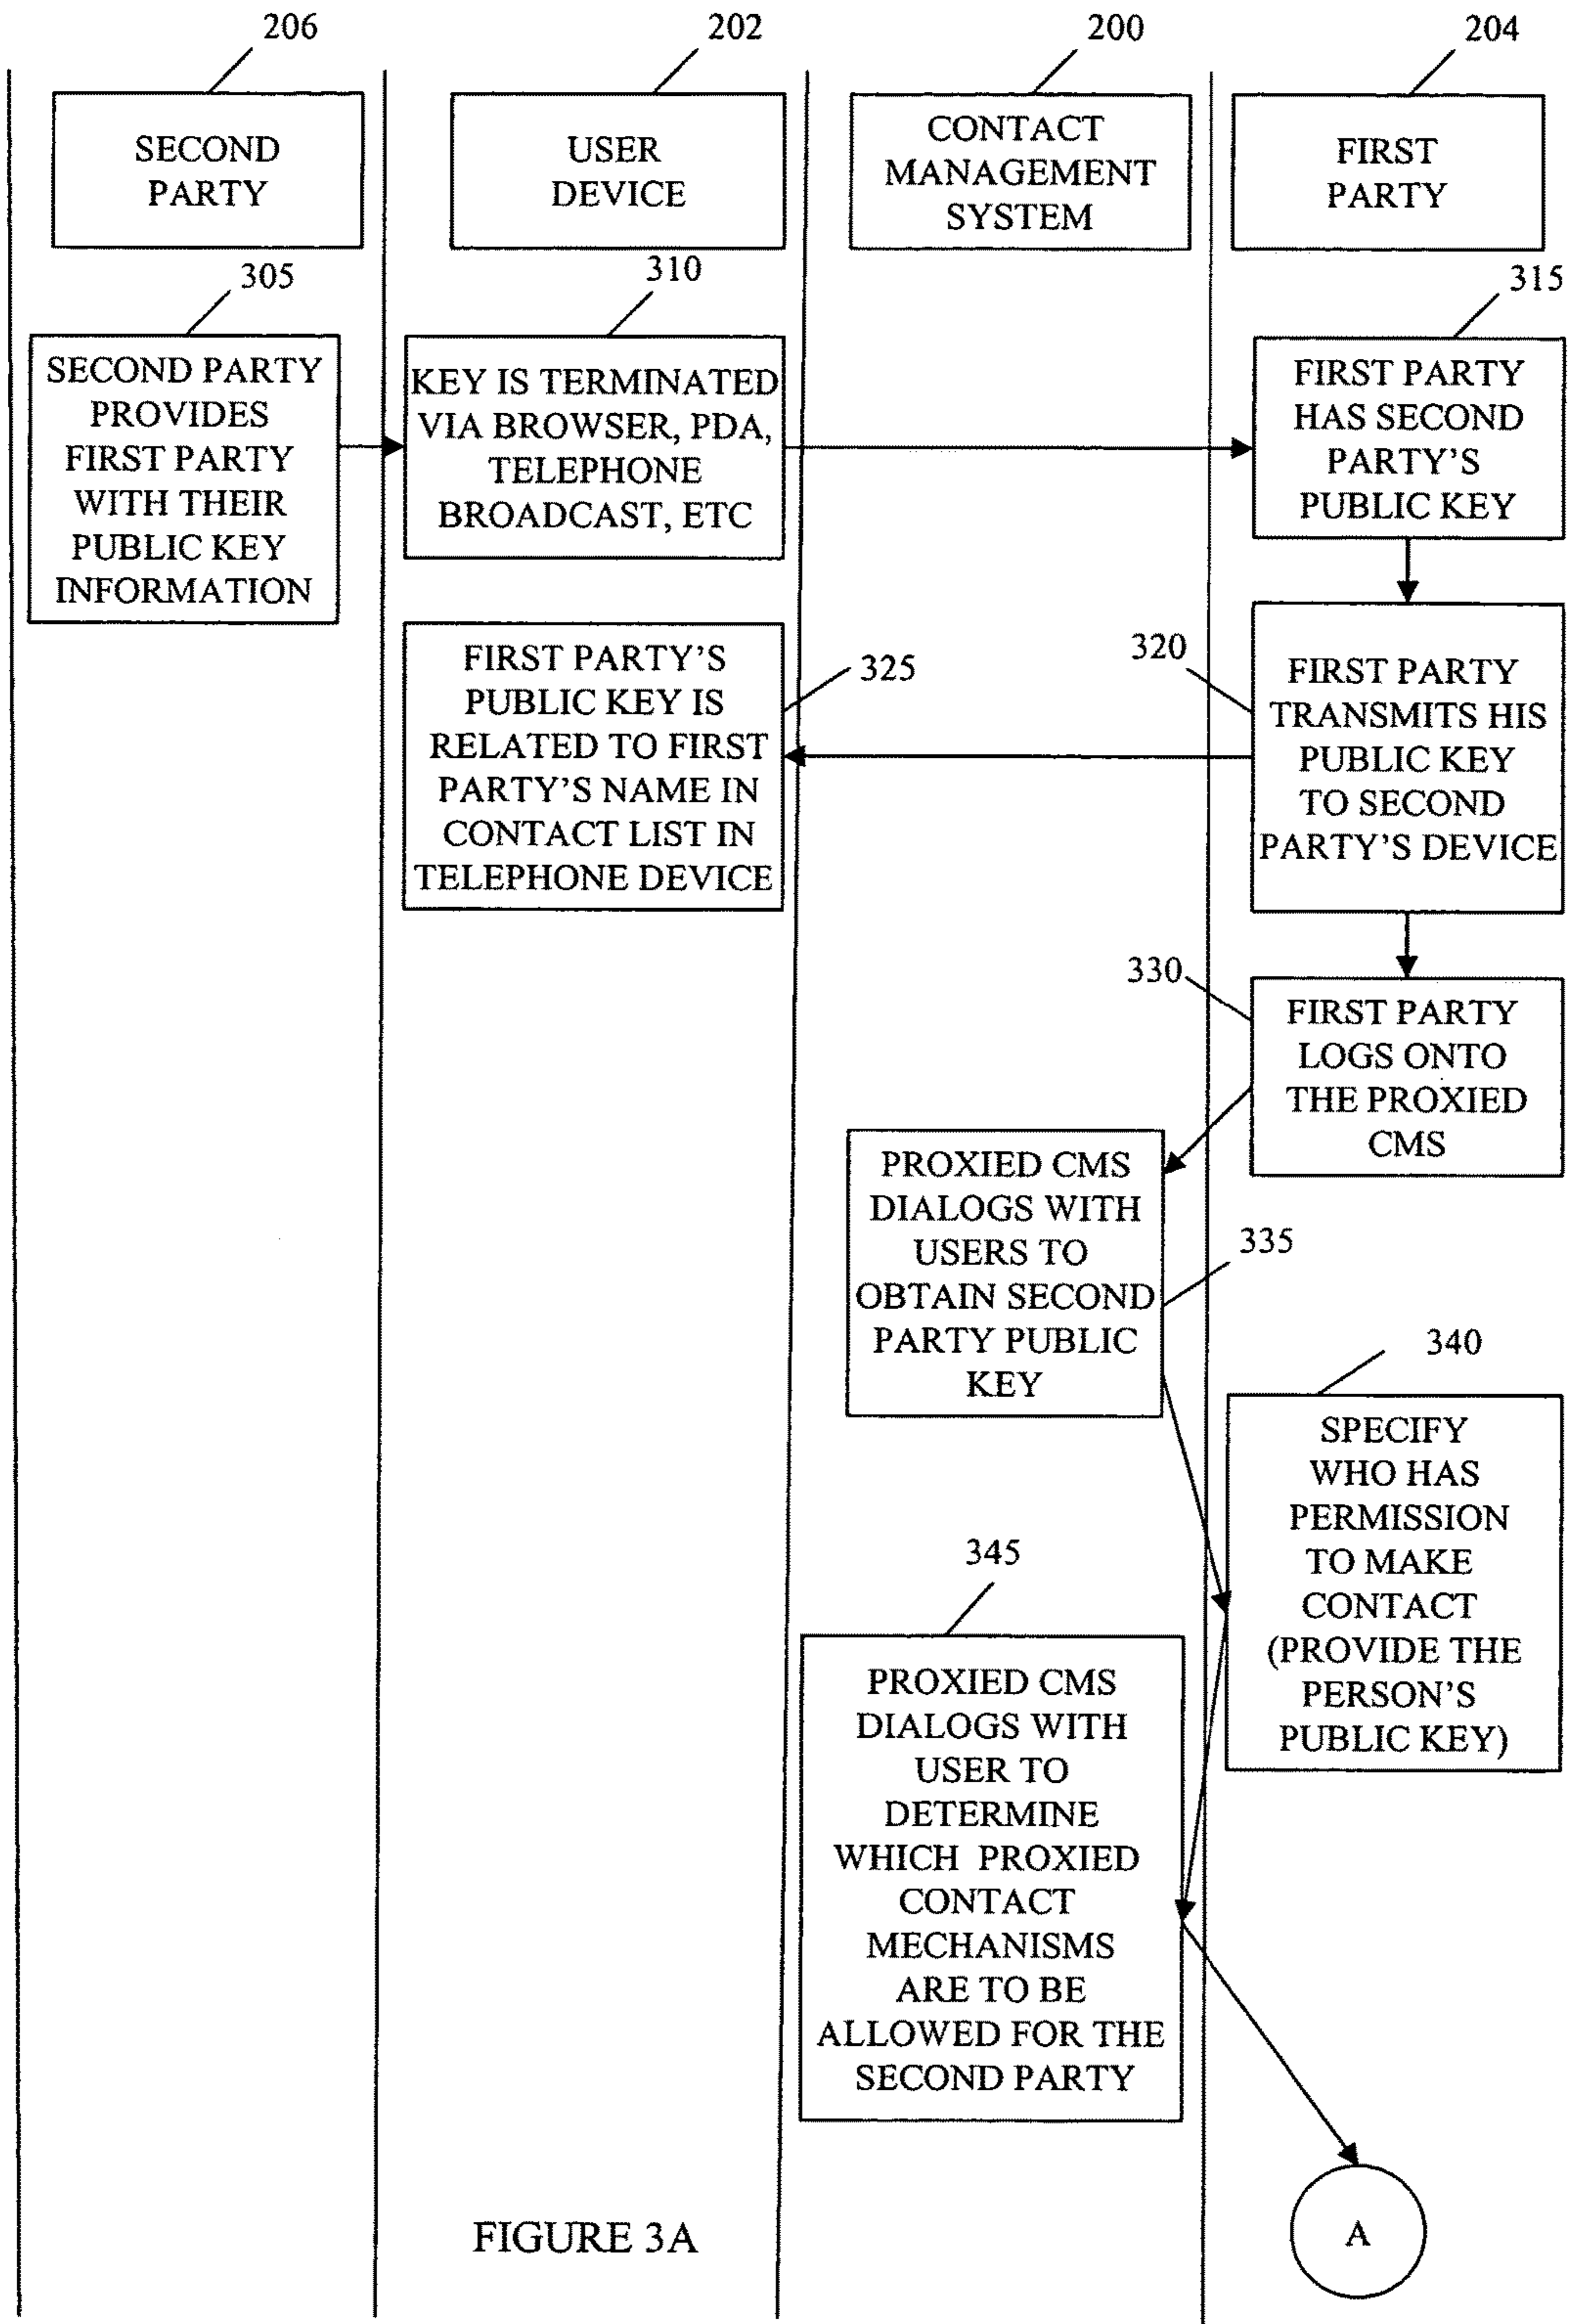 206
202
200
204
SECOND
PARTY
USER
DEVICE
CONTACT
MANAGEMENT
SYSTEM
FIRST
PARTY
305
310
315
SECOND PARTY
PROVIDES
FIRST PARTY
WITH THEIR
PUBLIC KEY
INFORMATION
KEY IS TERMINATED
VIA BROWSER, PDA,
TELEPHONE
BROADCAST, ETC
FIRST PARTY
HAS SECOND
PARTY'S
PUBLIC KEY
320
FIRST PARTY
TRANSMITS HIS
PUBLIC KEY
TO SECOND
PARTY'S DEVICE
325
FIRST PARTY'S
PUBLIC KEY IS
RELATED TO FIRST
PARTY'S NAME IN
CONTACT LIST IN
TELEPHONE DEVICE
330
FIRST PARTY
LOGS ONTO
THE PROXIED
CMS
335
PROXIED CMS
DIALOGS WITH
USERS TO
OBTAIN SECOND
PARTY PUBLIC
KEY
340
SPECIFY
WHO HAS
PERMISSION
TO MAKE
CONTACT
(PROVIDE THE
PERSON'S
PUBLIC KEY)
345
PROXIED CMS
DIALOGS WITH
USER TO
DETERMINE
WHICH PROXIED
CONTACT
MECHANISMS
ARE TO BE
ALLOWED FOR THE
SECOND PARTY
A
FIGURE 3A